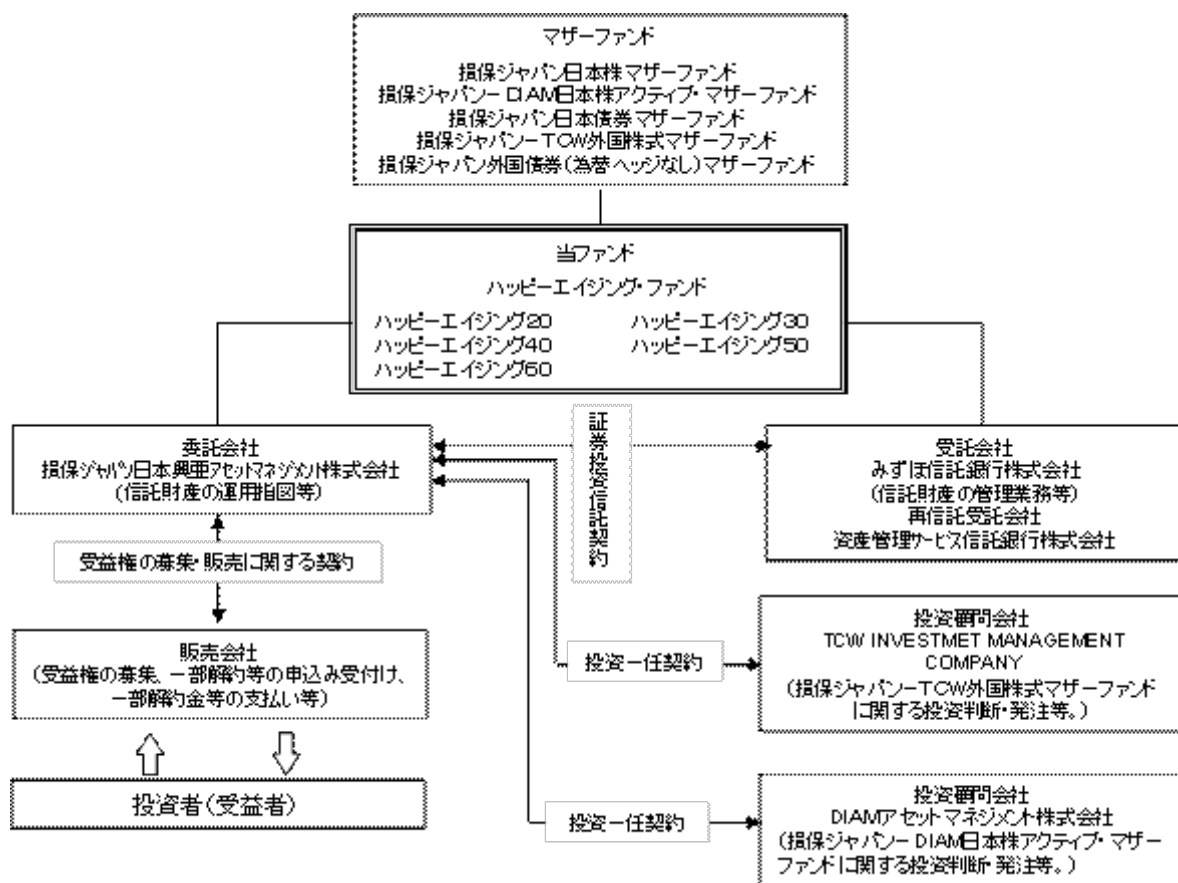 マザーファンド
損保ジャパン日本株マザーファンド
損保ジャパン－DIAM日本株アクティブ・マザーファンド
損保ジャパン日本債券マザーファンド
損保ジャパン－TCW外国株式マザーファンド
損保ジャパン外国債券(為替ヘッジなし)マザーファンド
当ファンド
ハッピーエイジング・ファンド
ハッピーエイジング20 ハッピーエイジング30
ハッピーエイジング40 ハッピーエイジング50
ハッピーエイジング60
証券投資信託契約
委託会社
損保ジャパン日本興亜アセットマネジメント株式会社
(信託財産の運用指図等)
受託会社
みずほ信託銀行株式会社
(信託財産の管理業務等)
再信託受託会社
資産管理サービス信託銀行株式会社
受益権の募集・販売に関する契約
販売会社
(受益権の募集、一部解約等の申込み受付け、
一部解約金等の支払い等)
投資者(受益者)
投資一任契約
投資顧問会社
TCW INVESTMET MANAGEMENT
COMPANY
(損保ジャパン－TCW外国株式マザーファンド
に関する投資判断・発注等。)
投資一任契約
投資顧問会社
DIAMアセットマネジメント株式会社
(損保ジャパン－DIAM日本株アクティブ・マザー
ファンドに関する投資判断・発注等。)